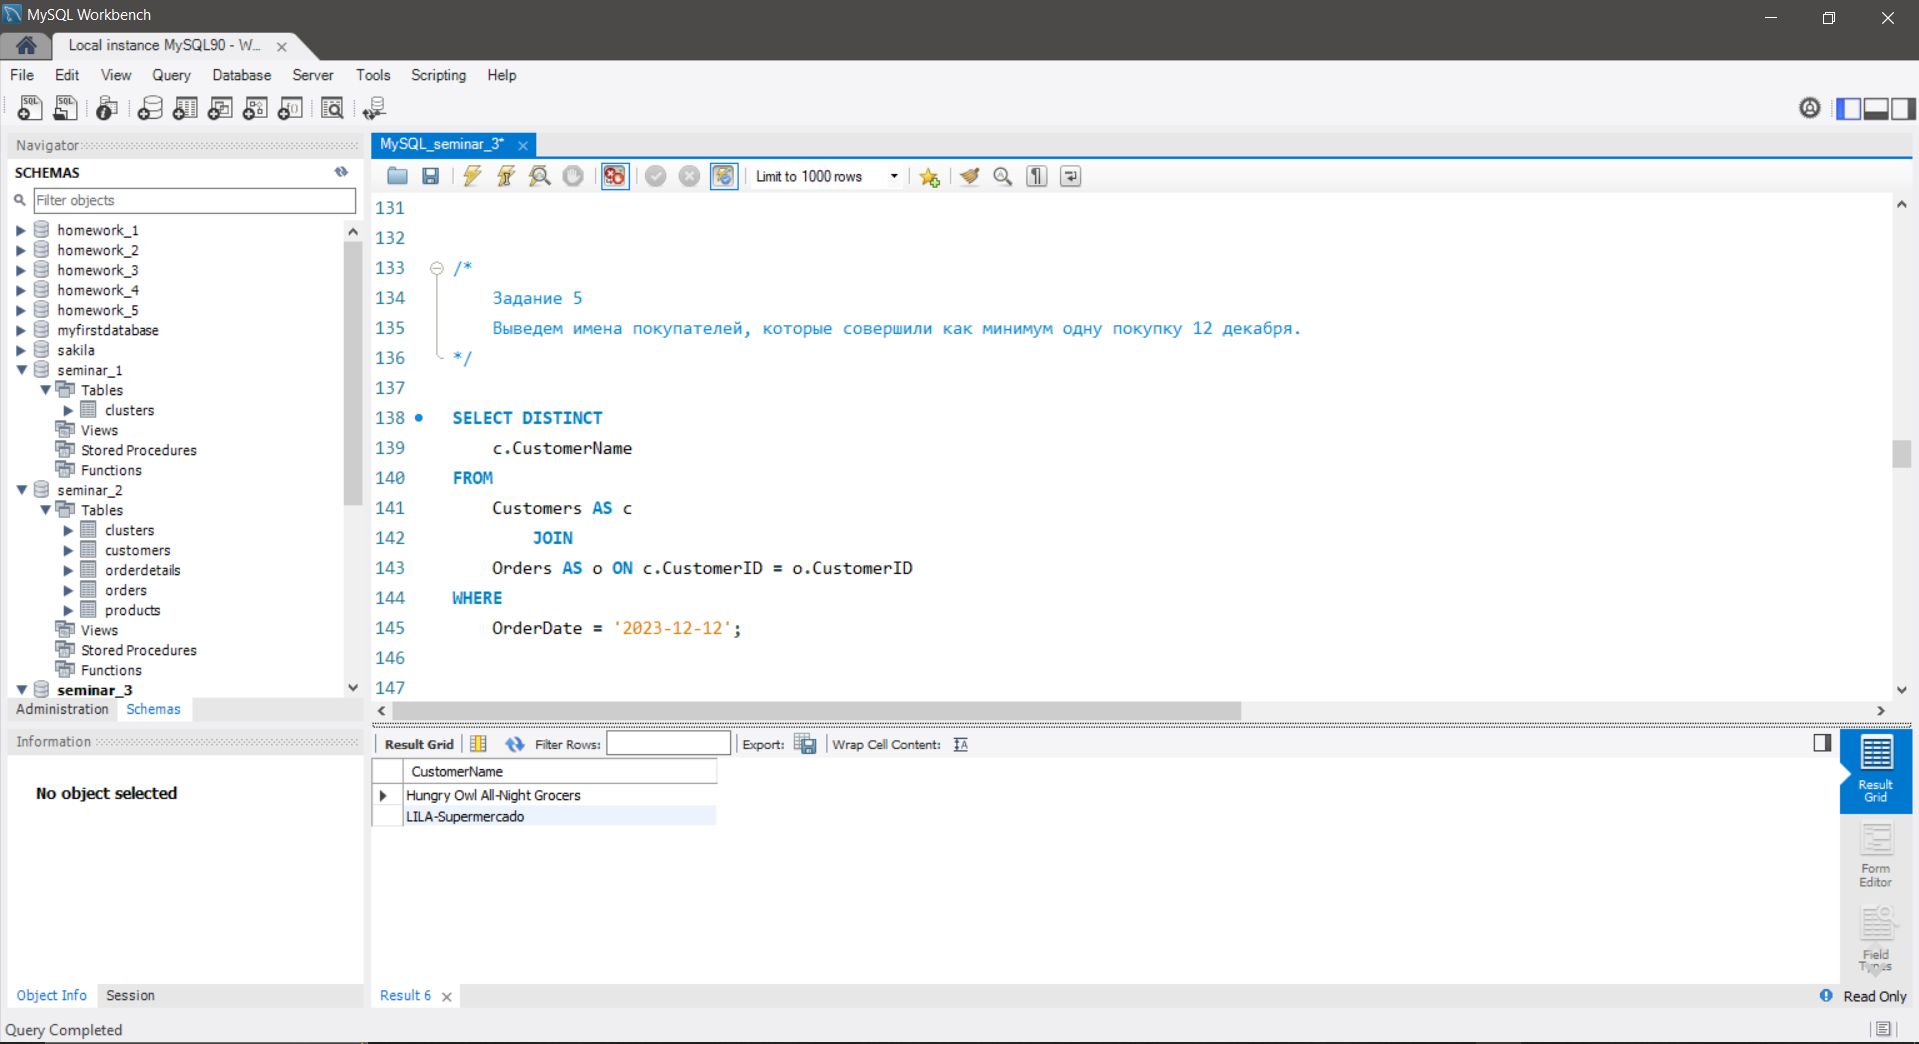 MySQL Workbench
Local instance MySQL90 - W...
File Edit View Query Database Server Tools Scripting Help
Navigator
SCHEMAS
Filter objects
homework_1
homework_2
homework_3
homework_4
homework_5
myfirstdatabase
sakila
seminar_1
Tables
clusters
Views
Stored Procedures
Functions
seminar_2
Tables
clusters
customers
orderdetails
orders
products
Views
Stored Procedures
Functions
seminar_3
Administration Schemas
Information
No object selected
Object Info Session
Query Completed
MySQL_seminar_3*
Limit to 1000 rows
131
132
133 /*
134 Задание 5
135 Выведем имена покупателей, которые совершили как минимум одну покупку 12 декабря.
136 */
137
138 SELECT DISTINCT
139 c.CustomerName
140 FROM
141 Customers AS c
142 JOIN
143 Orders AS o ON c.CustomerID = o.CustomerID
144 WHERE
145 OrderDate = '2023-12-12';
146
147
Result Grid Filter Rows: Export: Wrap Cell Content:
CustomerName
Hungry Owl All-Night Grocers
LILA-Supermercado
Result
Grid
Form
Editor
Field
Types
Result 6
Read Only